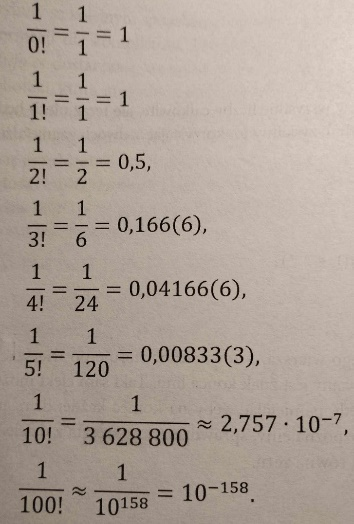 1/0! = 1/1 = 1
1/1! = 1/1 = 1
1/2! = 1/2 = 0,5,
1/3! = 1/6 = 0,166(6),
1/4! = 1/24 = 0,04166(6),
1/5! = 1/120 = 0,00833(3),
1/10! = 1/3 628 800 ≈ 2,757 · 10⁻⁷,
1/100! ≈ 1/10¹⁵⁸ = 10⁻¹⁵⁸.